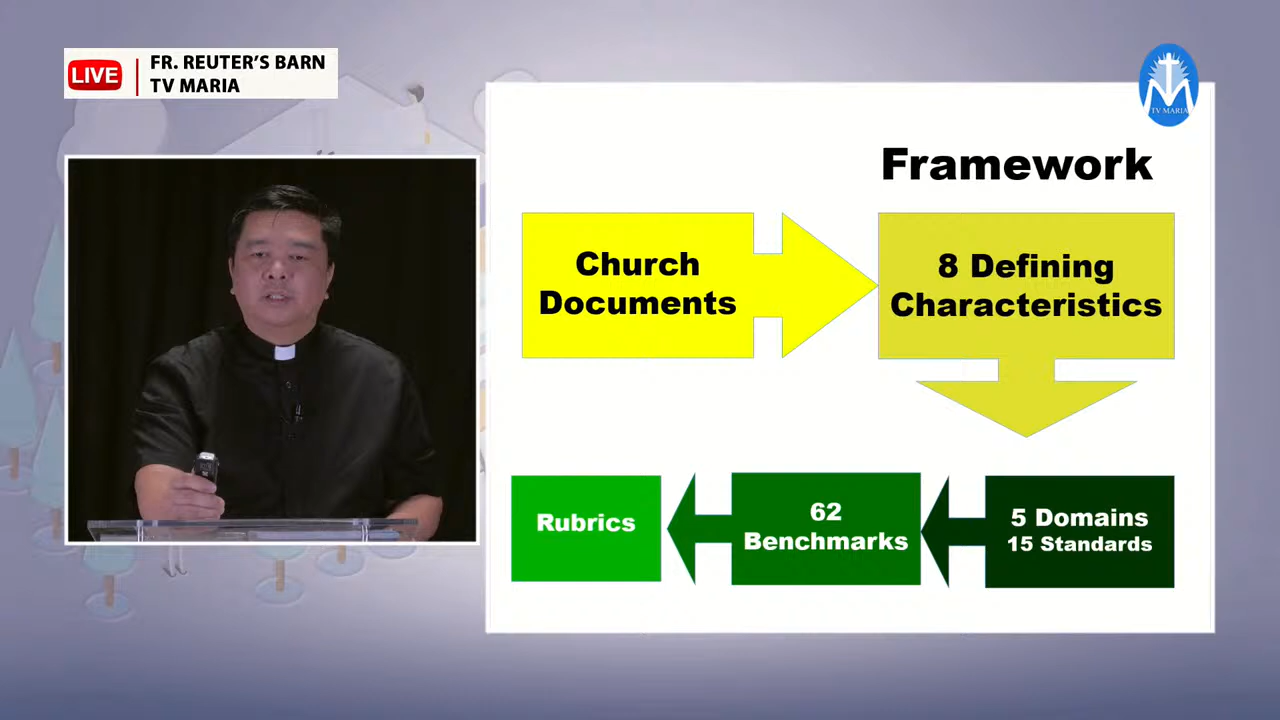 LIVE
FR. REUTER'S BARN
TV MARIA
TV MARIA
Framework
Church
Documents
8 Defining
Characteristics
Rubrics
62
Benchmarks
5 Domains
15 Standards